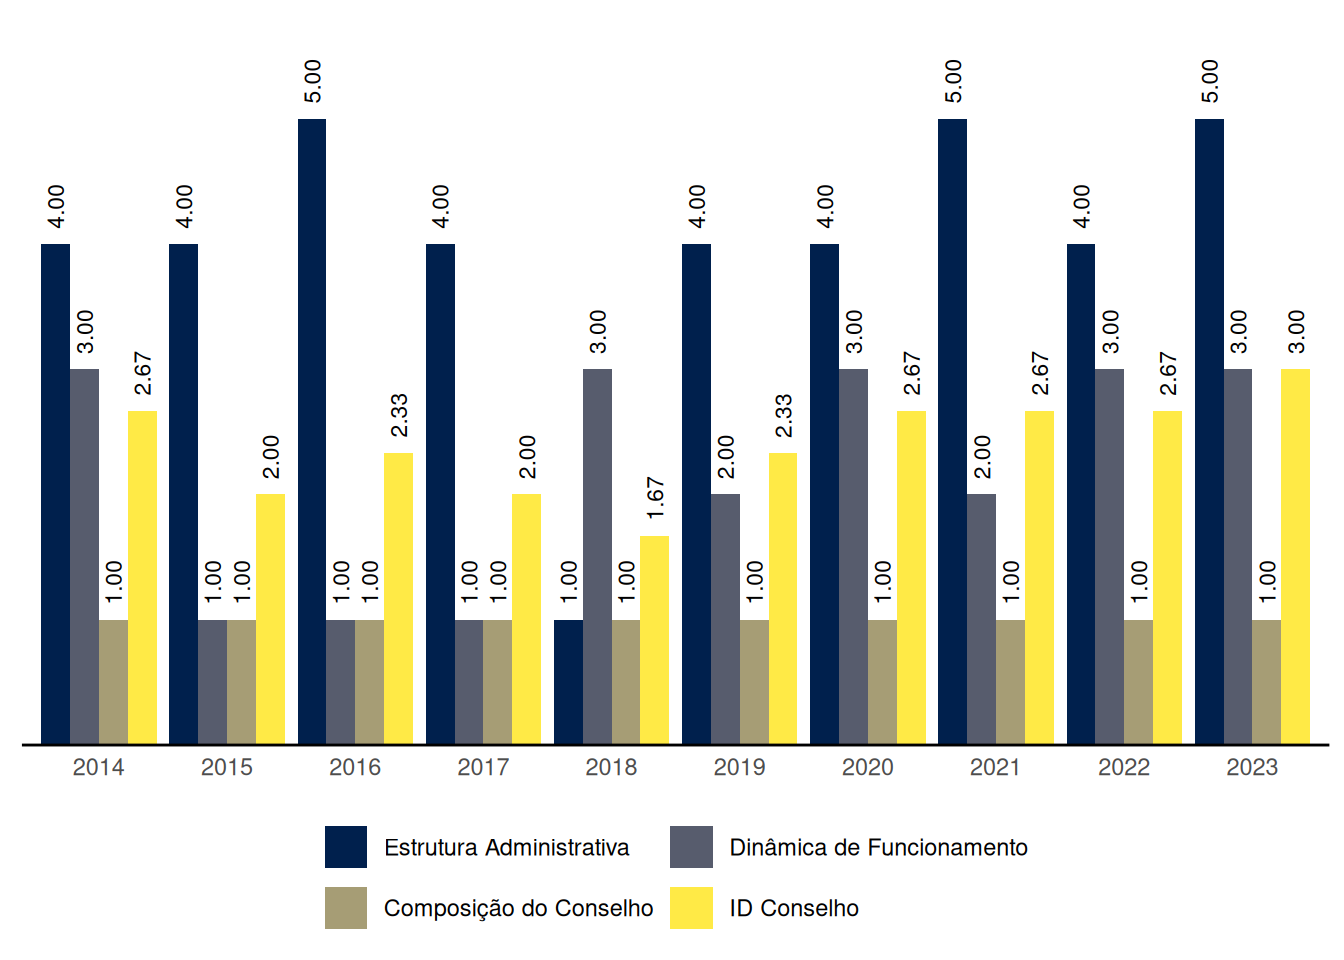 5.00 5.00 5.00
4.00 4.00 4.00 4.00 4.00 4.00
3.00 3.00 3.00 3.00 3.00 3.00
2.67 2.67 2.67 2.67
2.33 2.33
2.00 2.00 2.00 2.00
1.67
1.00 1.00 1.00 1.00 1.00 1.00 1.00 1.00 1.00 1.00 1.00 1.00 1.00 1.00
2014 2015 2016 2017 2018 2019 2020 2021 2022 2023
Estrutura Administrativa Dinâmica de Funcionamento
Composição do Conselho ID Conselho